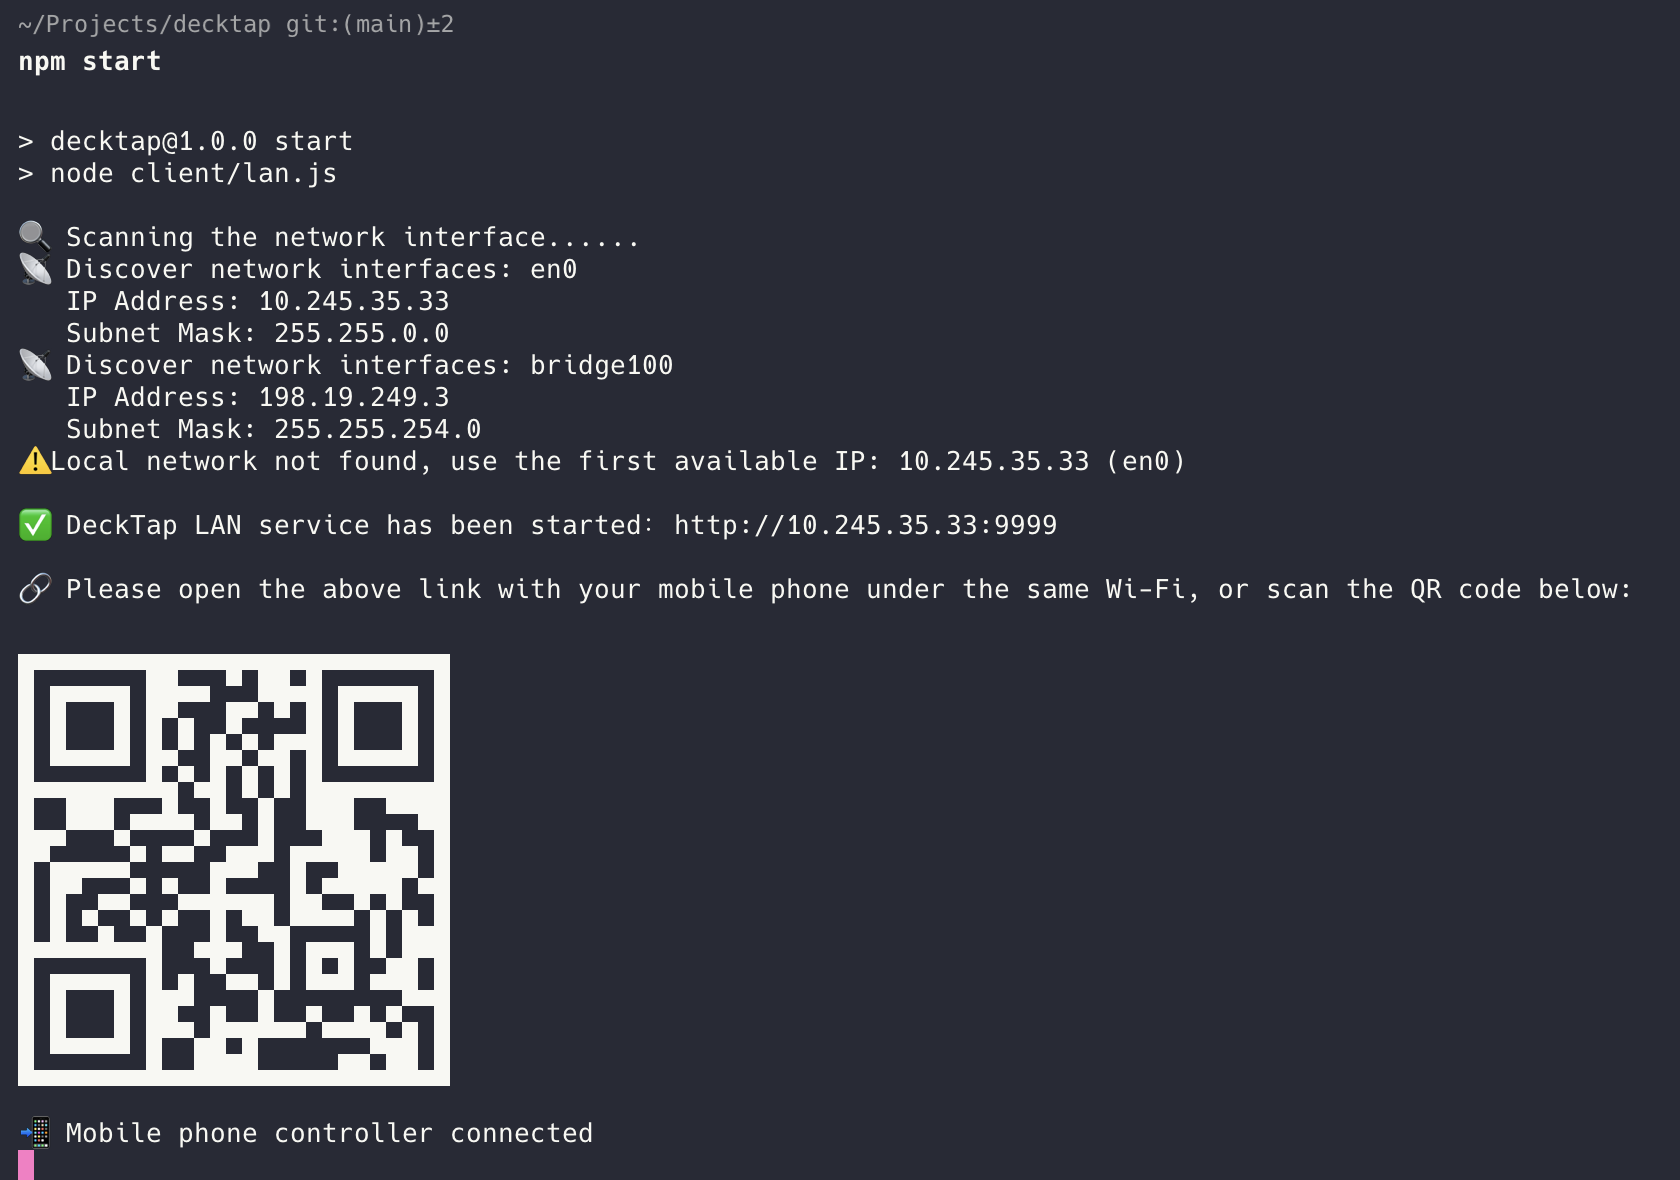 ~/Projects/decktap git:(main)±2
npm start
> decktap@1.0.0 start
> node client/lan.js
🔍 Scanning the network interface......
📡 Discover network interfaces: en0
IP Address: 10.245.35.33
Subnet Mask: 255.255.0.0
📡 Discover network interfaces: bridge100
IP Address: 198.19.249.3
Subnet Mask: 255.255.254.0
⚠️Local network not found, use the first available IP: 10.245.35.33 (en0)
✅ DeckTap LAN service has been started: http://10.245.35.33:9999
🔗 Please open the above link with your mobile phone under the same Wi-Fi, or scan the QR code below:
📲 Mobile phone controller connected